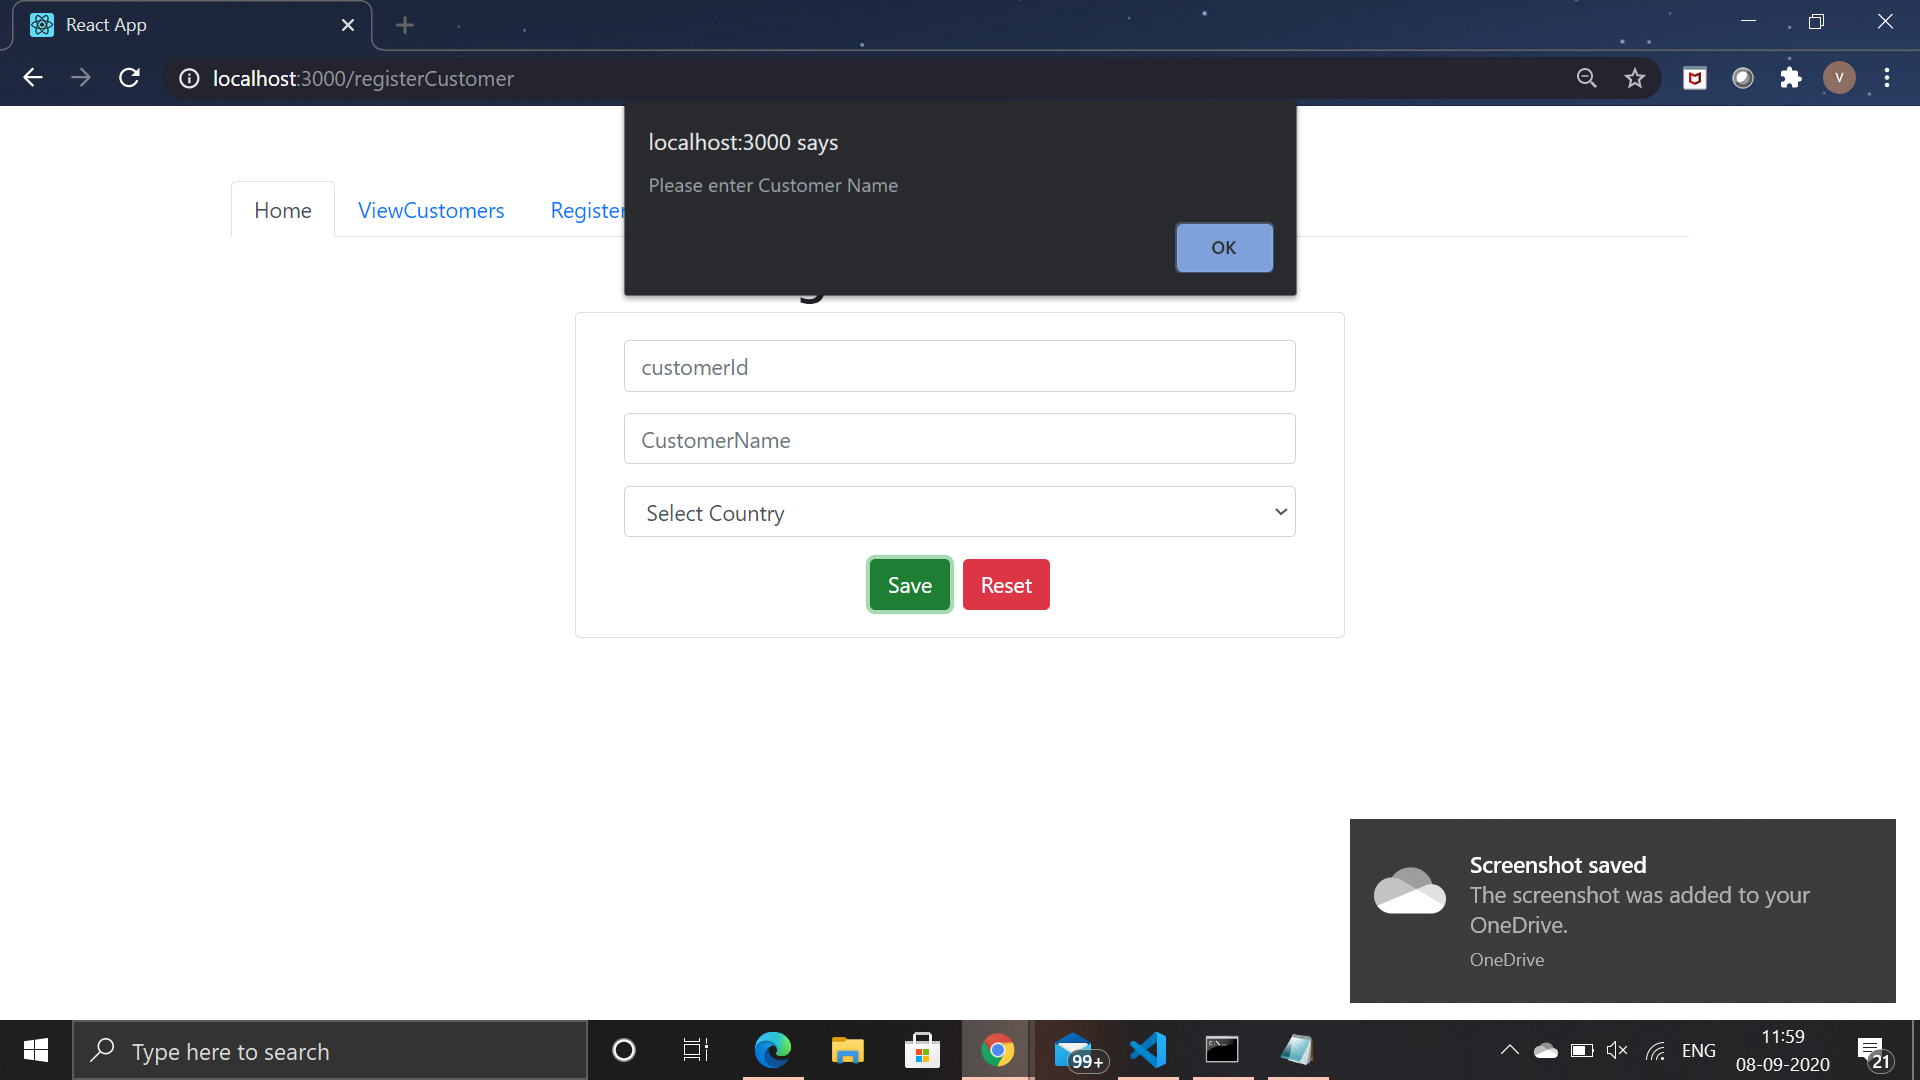 React App
localhost:3000/registerCustomer
V
localhost:3000 says
Please enter Customer Name
OK
Home
ViewCustomers
Register
customerId
CustomerName
Select Country
Save
Reset
Screenshot saved
The screenshot was added to your
OneDrive.
OneDrive
Type here to search
99+
ENG
11:59
08-09-2020
21